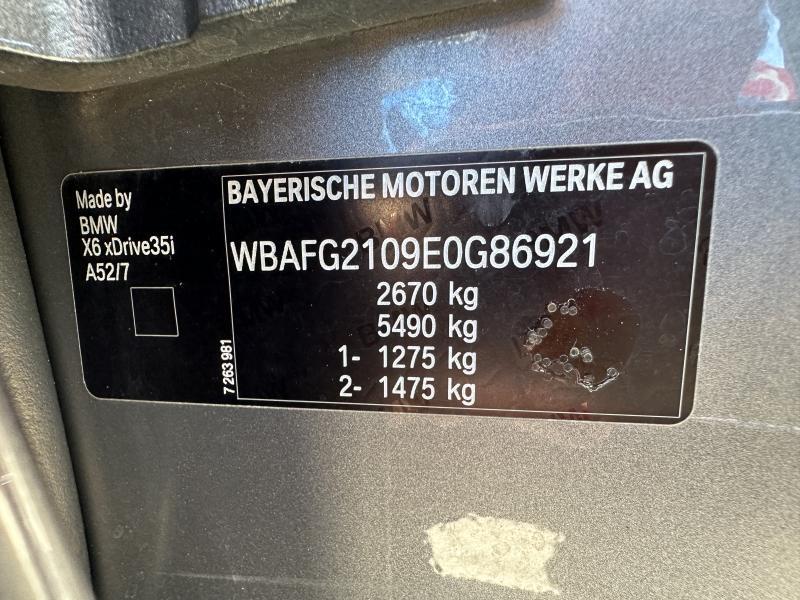 Made by
BMW
X6 xDrive35i
A52/7
7 263 981
BAYERISCHE MOTOREN WERKE AG
WBAFG2109E0G86921
2670 kg
5490 kg
1- 1275 kg
2- 1475 kg